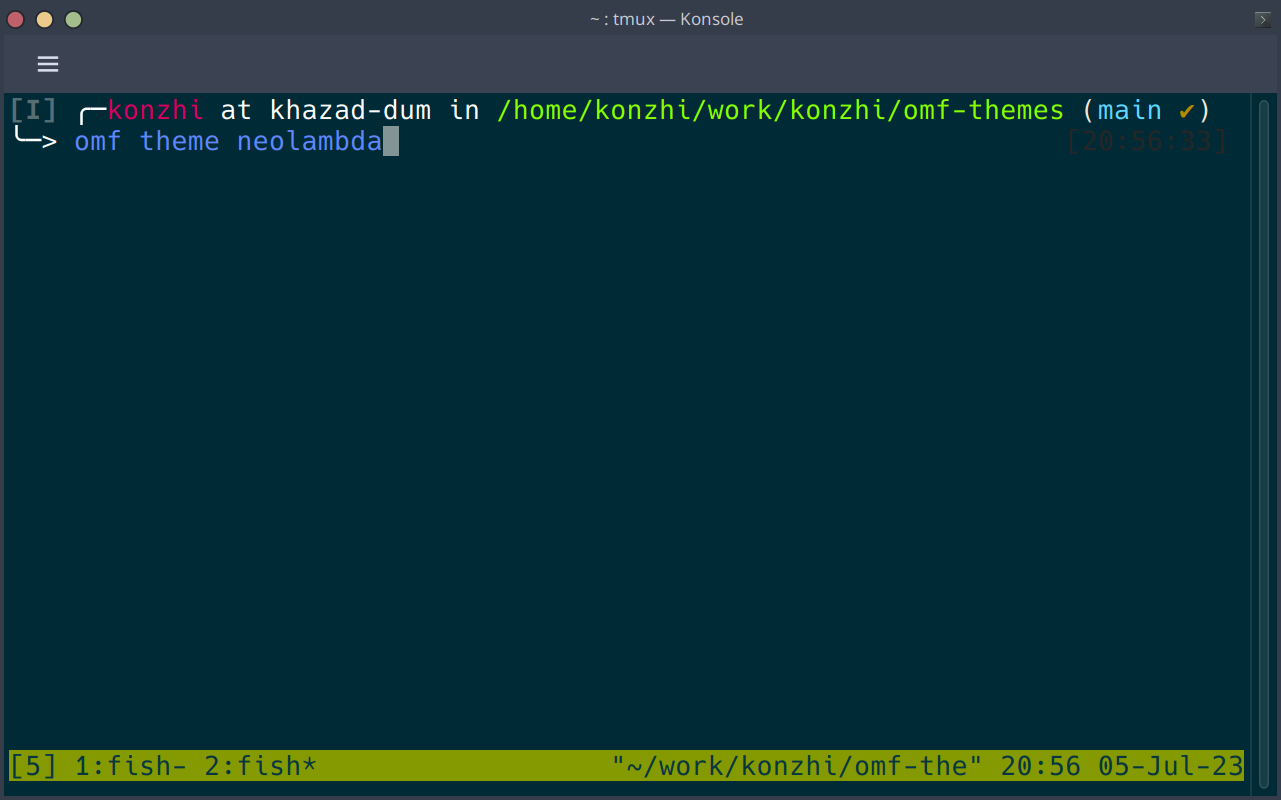 ~ : tmux — Konsole
[I] ╭─konzhi at khazad-dum in /home/konzhi/work/konzhi/omf-themes (main ✔)
╰─> omf theme neolambda [20:56:33]
[5] 1:fish- 2:fish* "~/work/konzhi/omf-the" 20:56 05-Jul-23